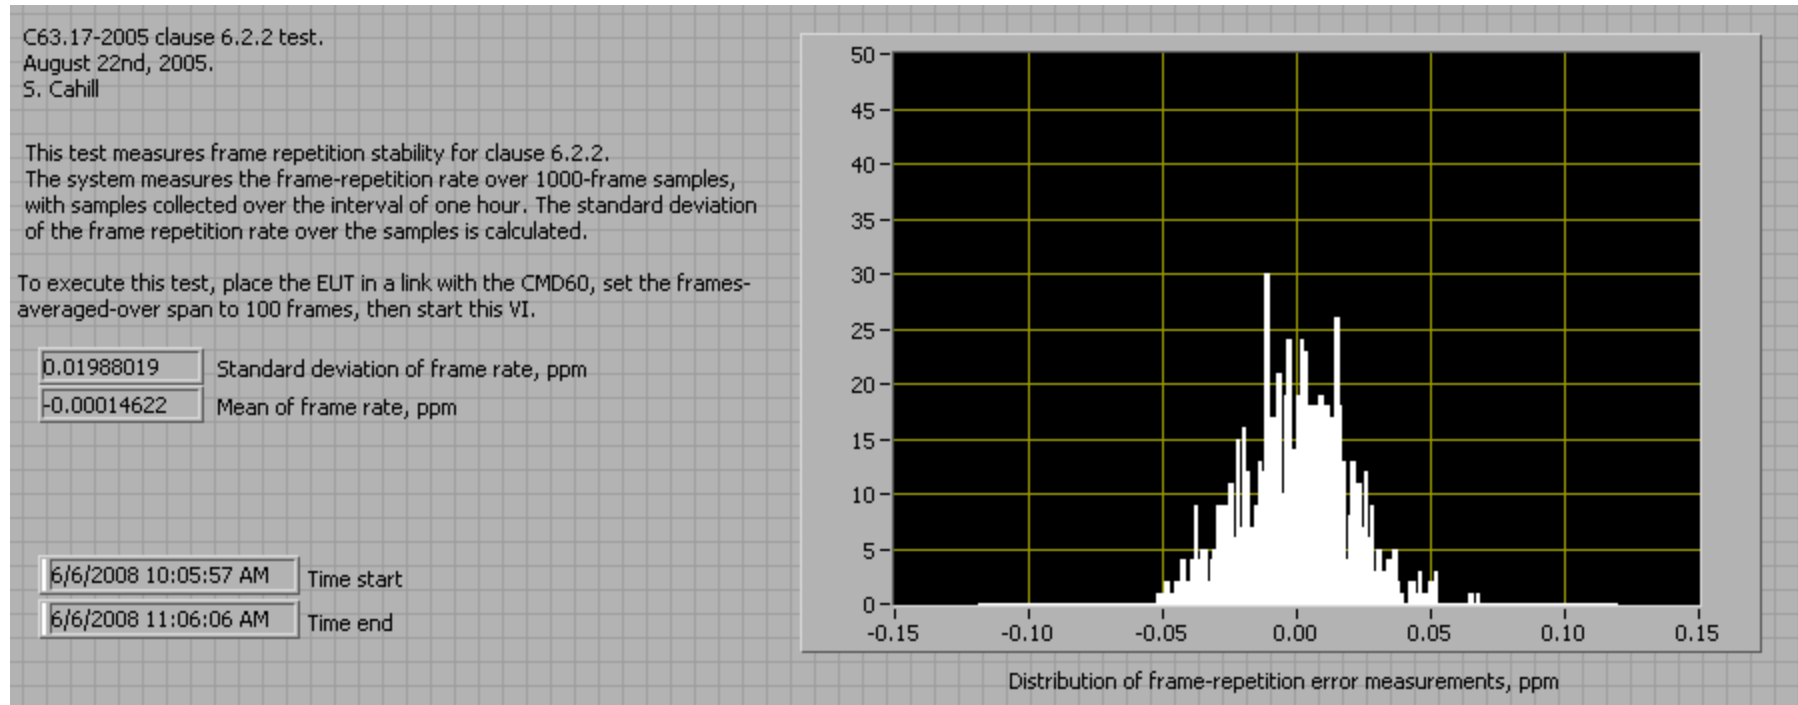 C63.17-2005 clause 6.2.2 test.
August 22nd, 2005.
S. Cahill
This test measures frame repetition stability for clause 6.2.2.
The system measures the frame-repetition rate over 1000-frame samples,
with samples collected over the interval of one hour. The standard deviation
of the frame repetition rate over the samples is calculated.
To execute this test, place the EUT in a link with the CMD60, set the frames-
averaged-over span to 100 frames, then start this VI.
0.01988019 Standard deviation of frame rate, ppm
-0.00014622 Mean of frame rate, ppm
6/6/2008 10:05:57 AM Time start
6/6/2008 11:06:06 AM Time end
50
45
40
35
30
25
20
15
10
5
0
-0.15 -0.10 -0.05 0.00 0.05 0.10 0.15
Distribution of frame-repetition error measurements, ppm